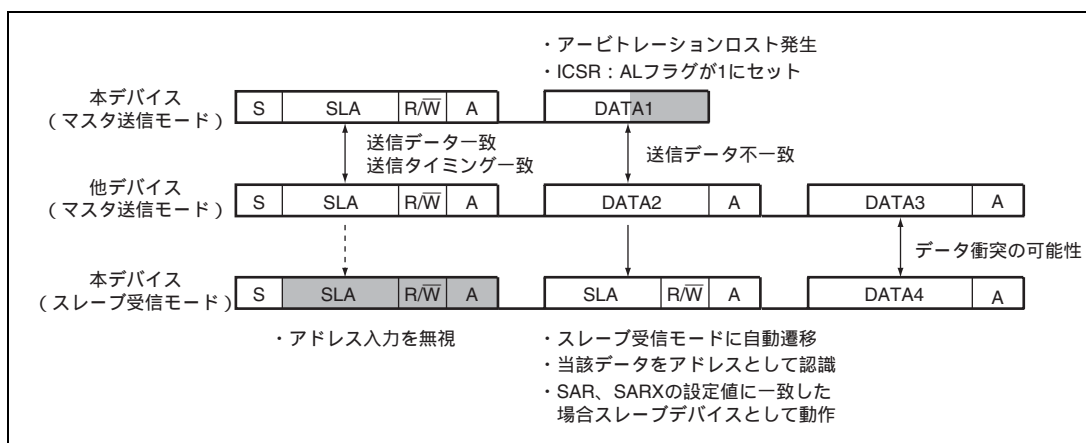 ・アービトレーションロスト発生
・ICSR：ALフラグが1にセット
本デバイス
（マスタ送信モード）
S SLA R/W̅ A DATA1
送信データ一致
送信タイミング一致
送信データ不一致
他デバイス
（マスタ送信モード）
S SLA R/W̅ A DATA2 A DATA3 A
データ衝突の可能性
本デバイス
（スレーブ受信モード）
S SLA R/W̅ A SLA R/W̅ A DATA4 A
・アドレス入力を無視
・スレーブ受信モードに自動遷移
・当該データをアドレスとして認識
・SAR、SARXの設定値に一致した
場合スレーブデバイスとして動作